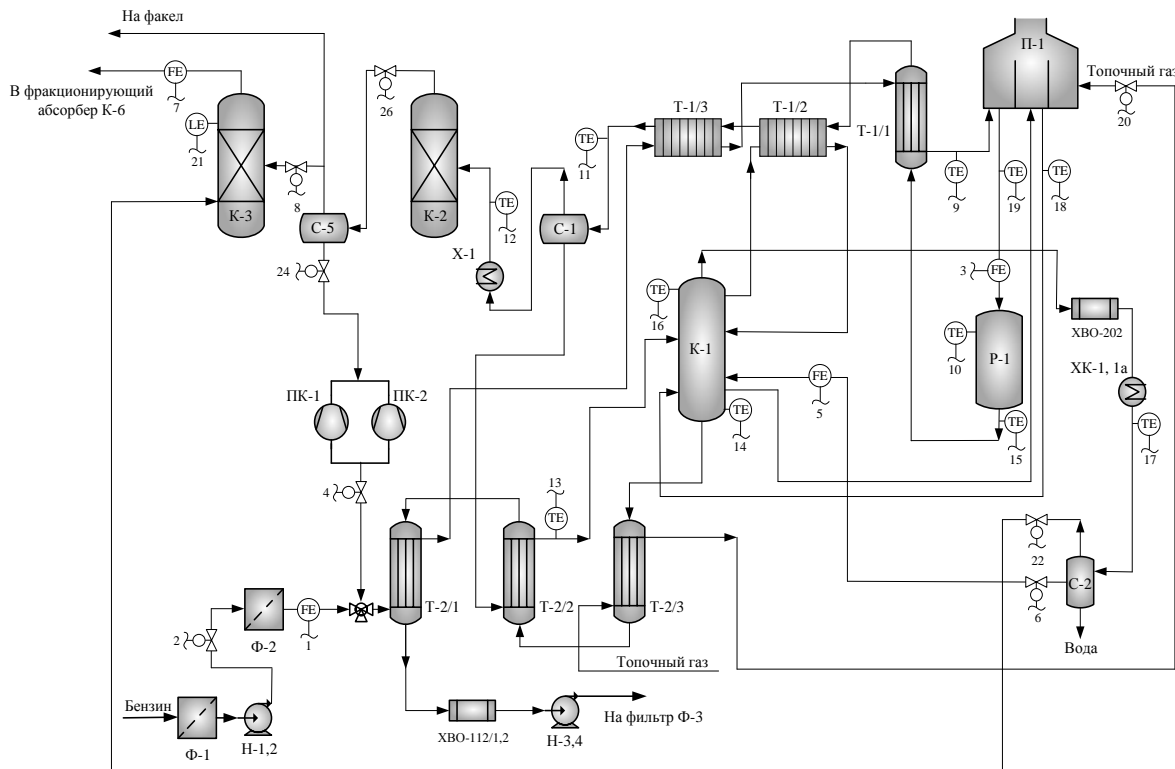 На факел
П-1
Топочный газ
FE
7
В фракционирующий
абсорбер К-6
26
20
LE
21
Т-1/3
Т-1/2
Т-1/1
TE
11
TE
9
TE
19
TE
18
8
К-3
С-5
К-2
TE
12
С-1
Х-1
24
3
FE
TE
16
К-1
ХВО-202
TE
10
Р-1
ХК-1, 1а
FE
5
ПК-1
ПК-2
TE
14
TE
15
TE
17
4
13
TE
22
С-2
6
Вода
Т-2/1
Т-2/2
Т-2/3
Топочный газ
2
Ф-2
FE
1
Бензин
Ф-1
Н-1,2
ХВО-112/1,2
Н-3,4
На фильтр Ф-3